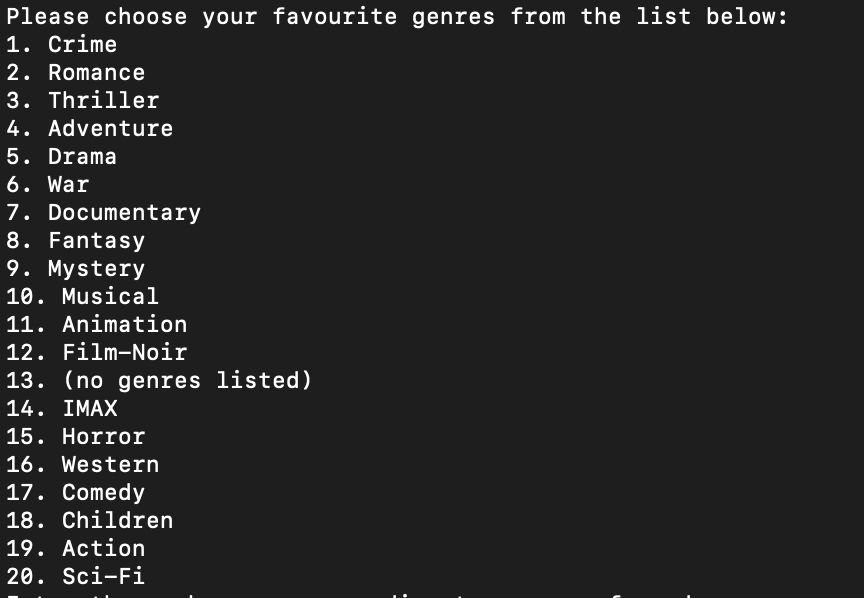 Please choose your favourite genres from the list below:
1. Crime
2. Romance
3. Thriller
4. Adventure
5. Drama
6. War
7. Documentary
8. Fantasy
9. Mystery
10. Musical
11. Animation
12. Film-Noir
13. (no genres listed)
14. IMAX
15. Horror
16. Western
17. Comedy
18. Children
19. Action
20. Sci-Fi